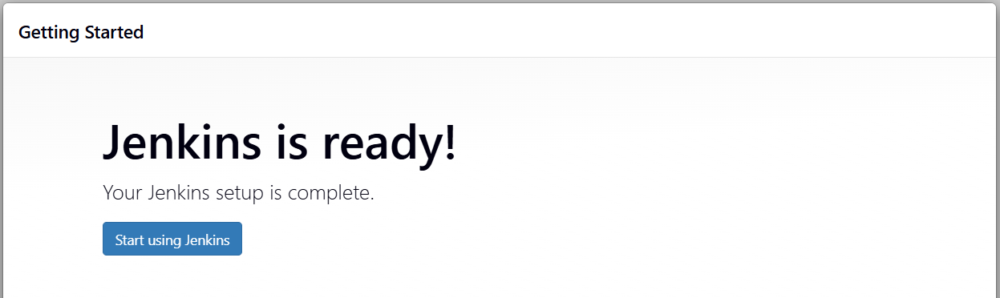 Getting Started
Jenkins is ready!
Your Jenkins setup is complete.
Start using Jenkins